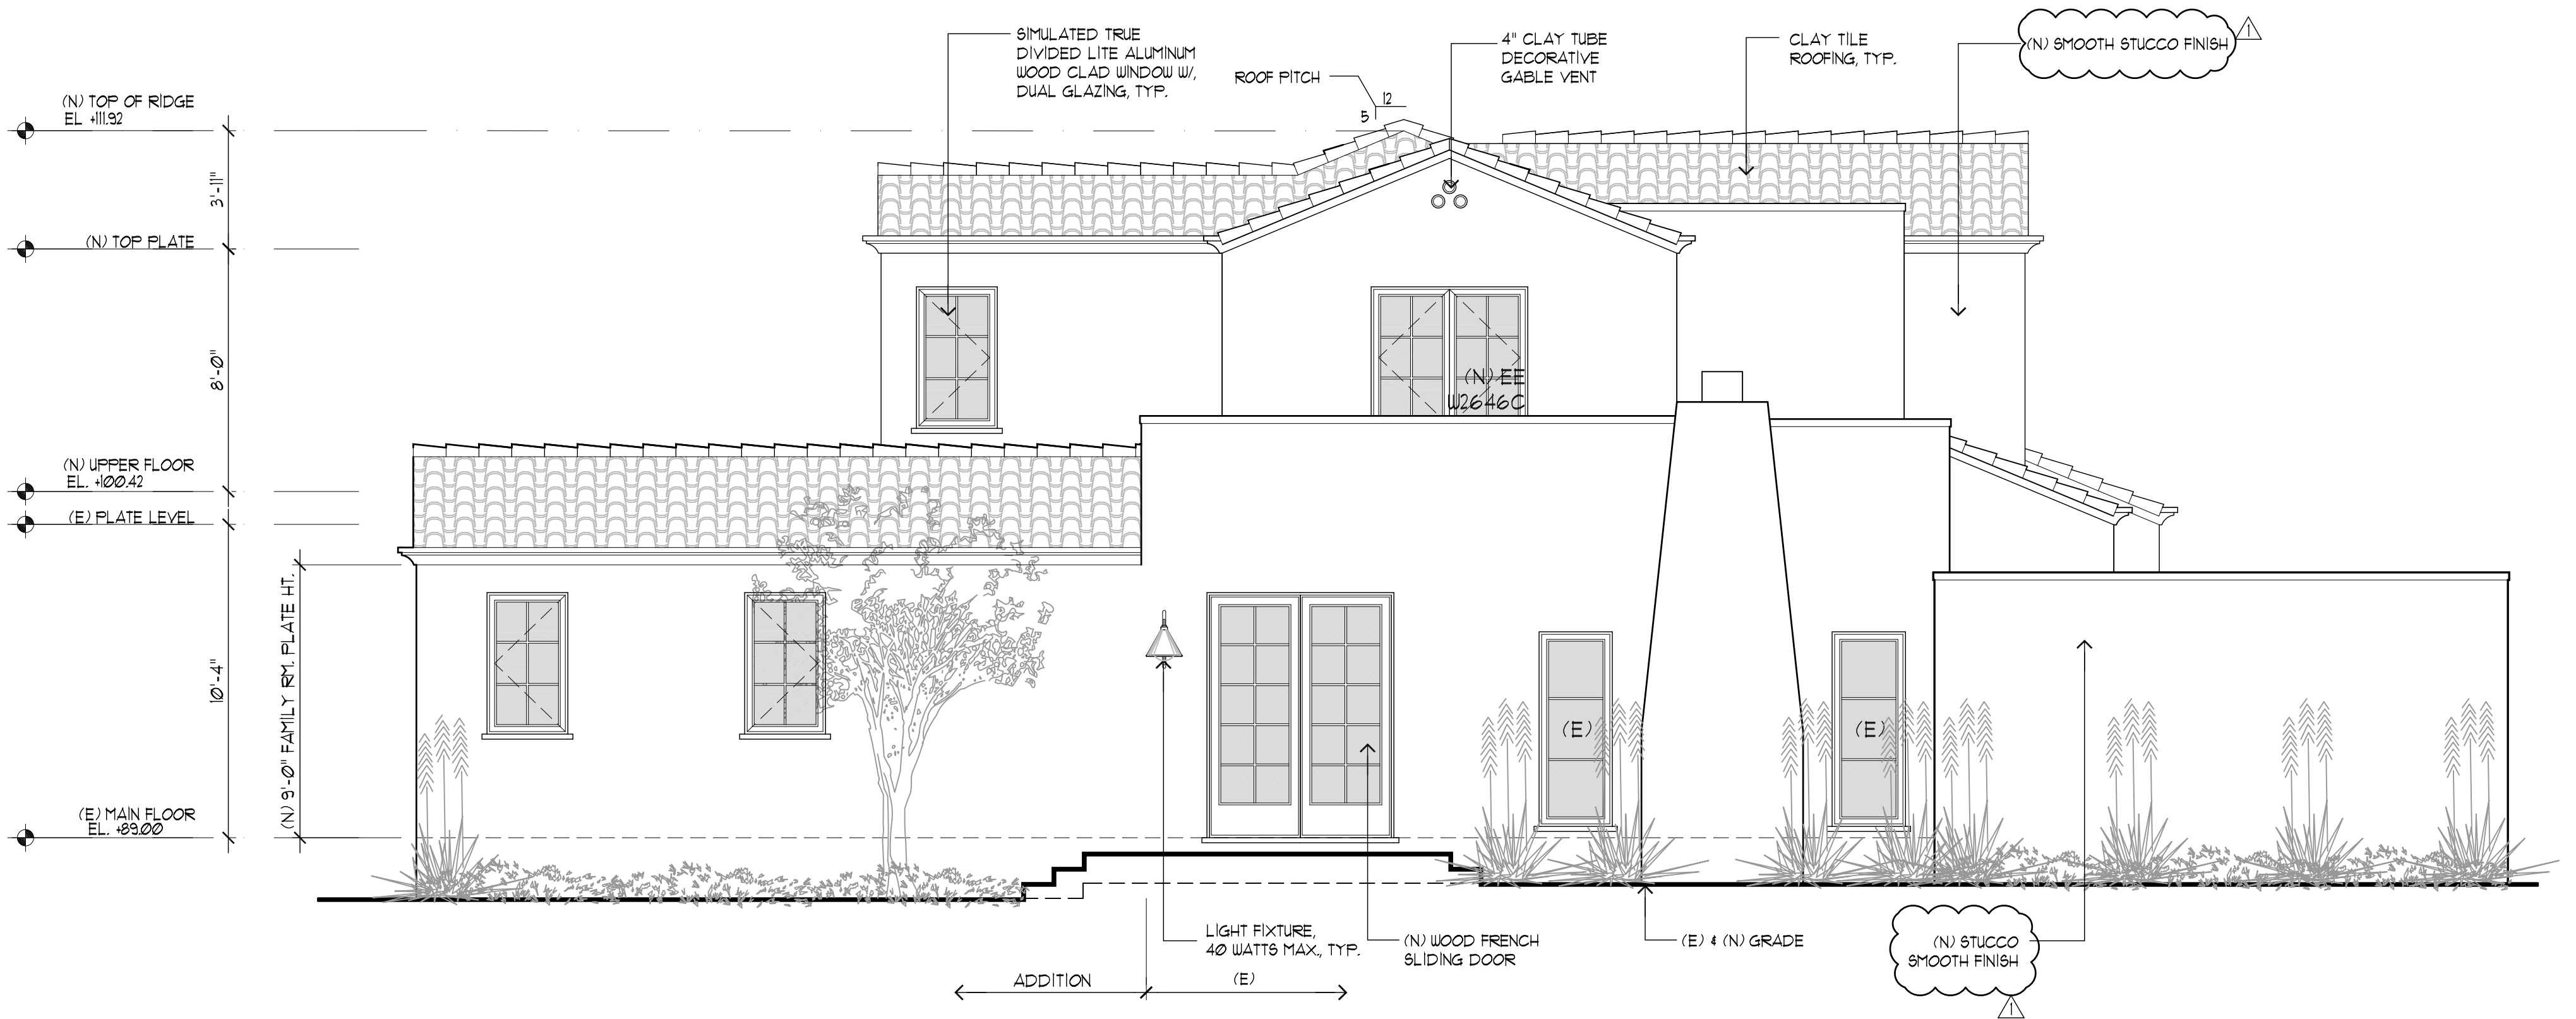 SIMULATED TRUE
DIVIDED LITE ALUMINUM
WOOD CLAD WINDOW W/,
DUAL GLAZING, TYP.
ROOF PITCH
12
5
4" CLAY TUBE
DECORATIVE
GABLE VENT
CLAY TILE
ROOFING, TYP.
(N) SMOOTH STUCCO FINISH
1
(N) TOP OF RIDGE
EL +111.92
3'-11"
(N) TOP PLATE
8'-0"
(N) EE
W2646C
(N) UPPER FLOOR
EL. +100.42
(E) PLATE LEVEL
10'-4"
(N) 9'-0" FAMILY RM. PLATE HT.
(E)
(E)
(E) MAIN FLOOR
EL. +89.00
LIGHT FIXTURE,
40 WATTS MAX., TYP.
(N) WOOD FRENCH
SLIDING DOOR
(E) & (N) GRADE
(N) STUCCO
SMOOTH FINISH
1
ADDITION
(E)